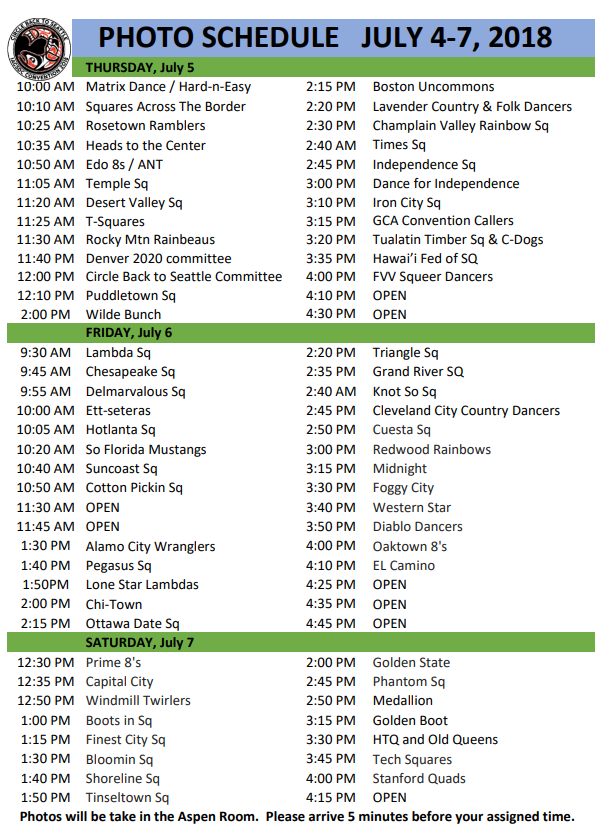 CIRCLE BACK TO SEATTLE
IAGSDC CONVENTION 2018
PHOTO SCHEDULE JULY 4-7, 2018
THURSDAY, July 5
10:00 AM Matrix Dance / Hard-n-Easy 2:15 PM Boston Uncommons
10:10 AM Squares Across The Border 2:20 PM Lavender Country & Folk Dancers
10:25 AM Rosetown Ramblers 2:30 PM Champlain Valley Rainbow Sq
10:35 AM Heads to the Center 2:40 AM Times Sq
10:50 AM Edo 8s / ANT 2:45 PM Independence Sq
11:05 AM Temple Sq 3:00 PM Dance for Independence
11:20 AM Desert Valley Sq 3:10 PM Iron City Sq
11:25 AM T-Squares 3:15 PM GCA Convention Callers
11:30 AM Rocky Mtn Rainbeaus 3:20 PM Tualatin Timber Sq & C-Dogs
11:40 PM Denver 2020 committee 3:35 PM Hawai’i Fed of SQ
12:00 PM Circle Back to Seattle Committee 4:00 PM FVV Squeer Dancers
12:10 PM Puddletown Sq 4:10 PM OPEN
2:00 PM Wilde Bunch 4:30 PM OPEN
FRIDAY, July 6
9:30 AM Lambda Sq 2:20 PM Triangle Sq
9:45 AM Chesapeake Sq 2:35 PM Grand River SQ
9:55 AM Delmarvalous Sq 2:40 AM Knot So Sq
10:00 AM Ett-seteras 2:45 PM Cleveland City Country Dancers
10:05 AM Hotlanta Sq 2:50 PM Cuesta Sq
10:20 AM So Florida Mustangs 3:00 PM Redwood Rainbows
10:40 AM Suncoast Sq 3:15 PM Midnight
10:50 AM Cotton Pickin Sq 3:30 PM Foggy City
11:30 AM OPEN 3:40 PM Western Star
11:45 AM OPEN 3:50 PM Diablo Dancers
1:30 PM Alamo City Wranglers 4:00 PM Oaktown 8's
1:40 PM Pegasus Sq 4:10 PM EL Camino
1:50PM Lone Star Lambdas 4:25 PM OPEN
2:00 PM Chi-Town 4:35 PM OPEN
2:15 PM Ottawa Date Sq 4:45 PM OPEN
SATURDAY, July 7
12:30 PM Prime 8's 2:00 PM Golden State
12:35 PM Capital City 2:45 PM Phantom Sq
12:50 PM Windmill Twirlers 2:50 PM Medallion
1:00 PM Boots in Sq 3:15 PM Golden Boot
1:15 PM Finest City Sq 3:30 PM HTQ and Old Queens
1:30 PM Bloomin Sq 3:45 PM Tech Squares
1:40 PM Shoreline Sq 4:00 PM Stanford Quads
1:50 PM Tinseltown Sq 4:15 PM OPEN
Photos will be take in the Aspen Room. Please arrive 5 minutes before your assigned time.